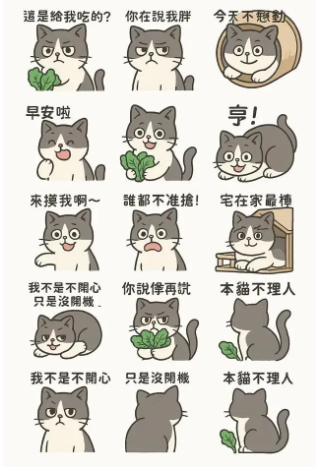 這是給我吃的?
你在說我胖
今天不想動
早安啦
亨!
來摸我啊~
誰都不准搶!
宅在家最棒
我不是不開心
只是沒開機
你說倳再説
本貓不理人
我不是不開心
只是沒開機
本貓不理人